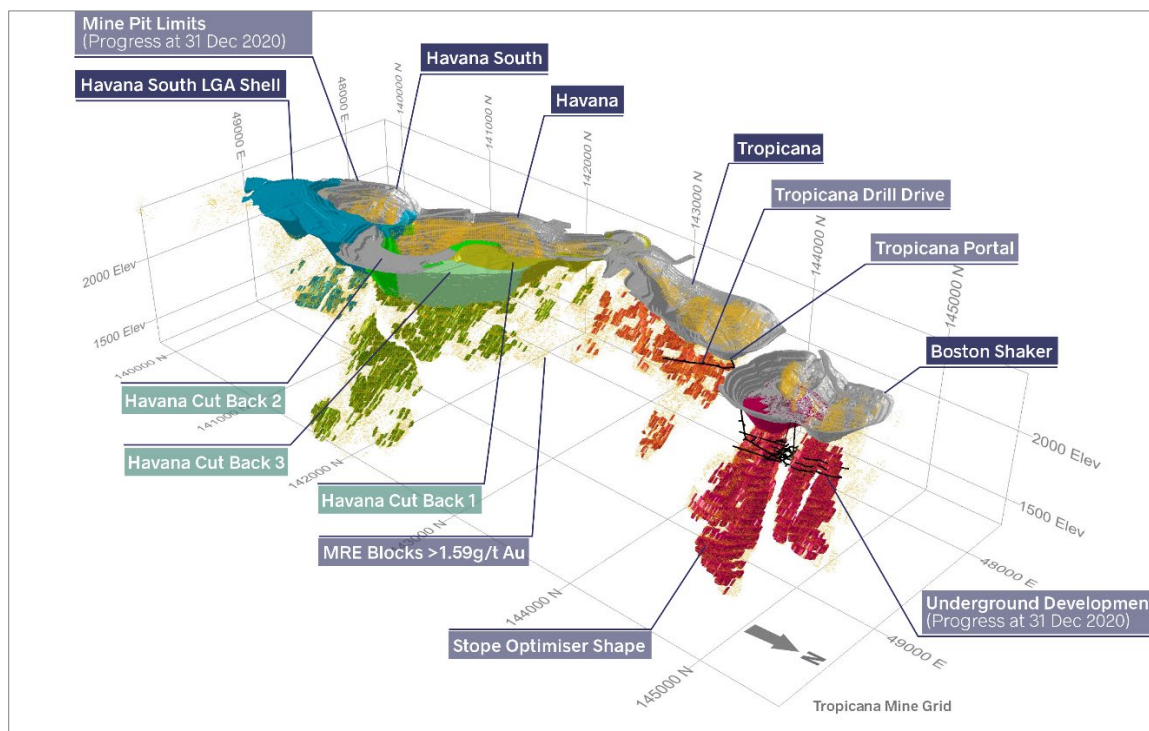 Mine Pit Limits
(Progress at 31 Dec 2020)
Havana South
Havana South LGA Shell
Havana
Tropicana
Tropicana Drill Drive
Tropicana Portal
Boston Shaker
49000 E
48000 E
140000 N
141000 N
142000 N
143000 N
144000 N
145000 N
2000 Elev
1500 Elev
140000 N
141000 N
142000 N
143000 N
144000 N
145000 N
2000 Elev
1500 Elev
48000 E
49000 E
Havana Cut Back 2
Havana Cut Back 3
Havana Cut Back 1
MRE Blocks >1.59g/t Au
Stope Optimiser Shape
Underground Developmen
(Progress at 31 Dec 2020)
N
Tropicana Mine Grid